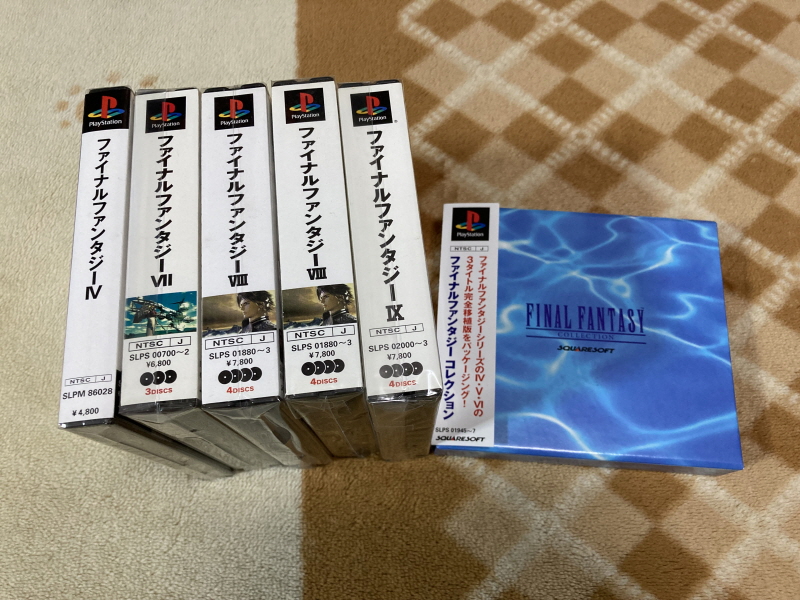 PlayStation
ファイナルファンタジーIV
NTSC J
SLPM 86028
¥4,800
PlayStation
ファイナルファンタジーVII
NTSC J
SLPS 00700～2
¥6,800
3DISCS
PlayStation
ファイナルファンタジーVIII
NTSC J
SLPS 01880～3
¥7,800
4DISCS
PlayStation
ファイナルファンタジーVIII
NTSC J
SLPS 01880～3
¥7,800
4DISCS
PlayStation
ファイナルファンタジーIX
NTSC J
SLPS 02000～3
¥7,800
4DISCS
PlayStation
NTSC J
ファイナルファンタジーシリーズのIV・V・VIの
3タイトル完全移植版をパッケージング！
ファイナルファンタジー コレクション
SLPS 01945～7
SQUARESOFT
FINAL FANTASY
COLLECTION
SQUARESOFT